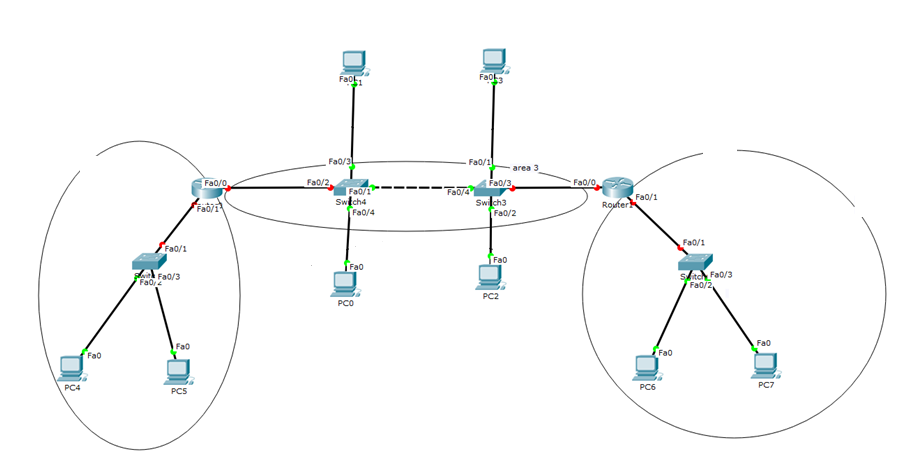 Fa0
Fa0
Fa0/3
Fa0/1
area 3
Fa0/0
Fa0/2
Fa0/1
Fa0/4
Fa0/3
Fa0/0
Fa0/1
Fa0/1
Switch4
Switch3
Router1
Fa0/4
Fa0/2
Fa0/1
Fa0/1
Fa0
Fa0
Fa0/3
Fa0/2
Fa0/3
Fa0/2
PC0
PC2
Fa0
Fa0
Fa0
Fa0
PC4
PC5
PC6
PC7